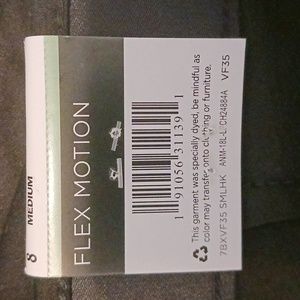 8 MEDIUM
FLEX MOTION
1 91056 31139 1
This garment was specially dyed, be mindful as
color may transfer onto clothing or furniture.
7BXVF35 SMLHK ANM-18L-L CH24884A VF35